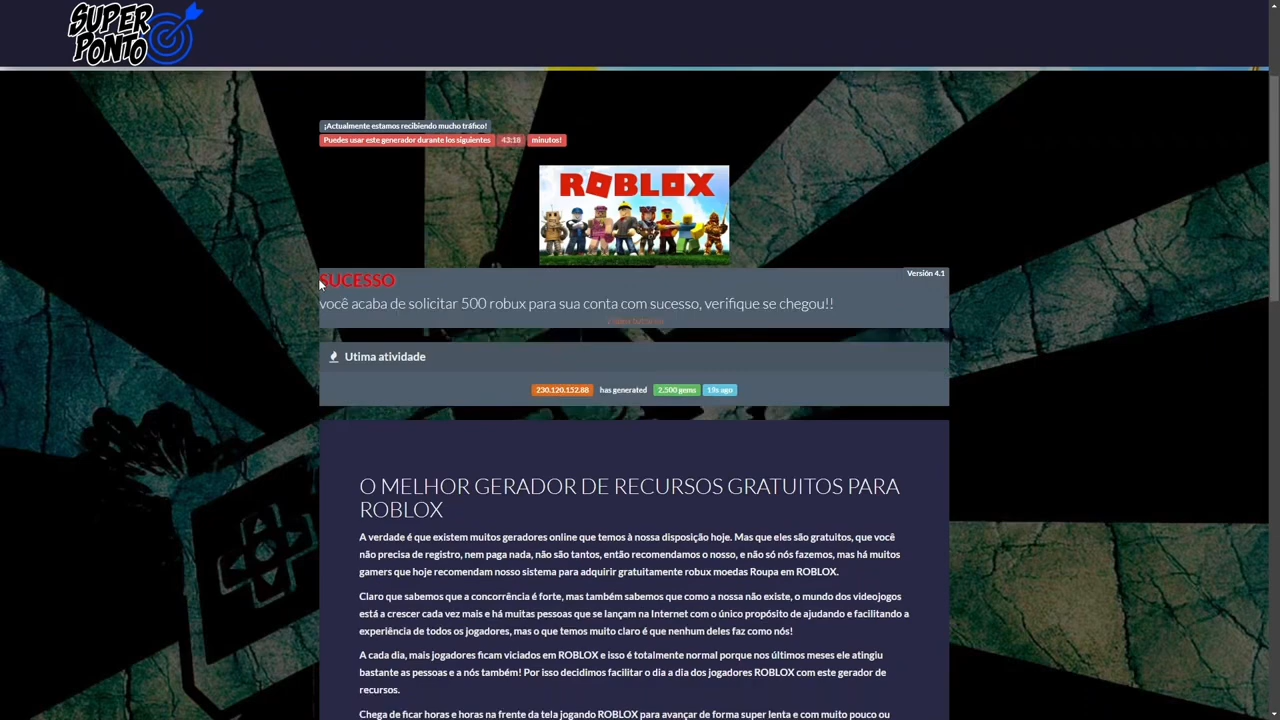 SUPER
PONTO
¡Actualmente estamos recibiendo mucho tráfico!
Puedes usar este generador durante los siguientes 43:18 minutos!
ROBLOX
Versión 4.1
SUCESSO
você acaba de solicitar 500 robux para sua conta com sucesso, verifique se chegou!!
Utima atividade
230.120.152.88 has generated 2.500 gems 19s ago
O MELHOR GERADOR DE RECURSOS GRATUITOS PARA
ROBLOX
A verdade é que existem muitos geradores online que temos à nossa disposição hoje. Mas que eles são gratuitos, que você
não precisa de registro, nem paga nada, não são tantos, então recomendamos o nosso, e não só nós fazemos, mas há muitos
gamers que hoje recomendam nosso sistema para adquirir gratuitamente robux moedas Roupa em ROBLOX.
Claro que sabemos que a concorrência é forte, mas também sabemos que como a nossa não existe, o mundo dos videojogos
está a crescer cada vez mais e há muitas pessoas que se lançam na Internet com o único propósito de ajudando e facilitando a
experiência de todos os jogadores, mas o que temos muito claro é que nenhum deles faz como nós!
A cada dia, mais jogadores ficam viciados em ROBLOX e isso é totalmente normal porque nos últimos meses ele atingiu
bastante as pessoas e a nós também! Por isso decidimos facilitar o dia a dia dos jogadores ROBLOX com este gerador de
recursos.
Chega de ficar horas e horas na frente da tela jogando ROBLOX para avançar de forma super lenta e com muito pouco ou